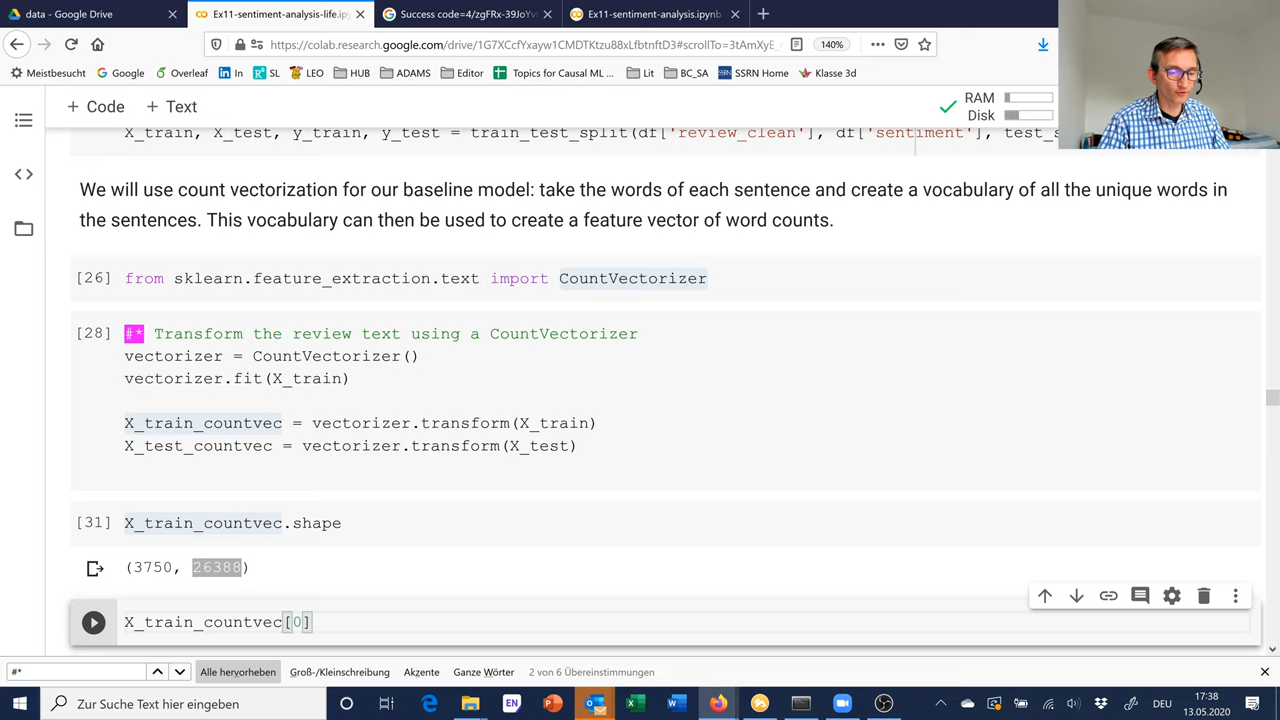 data - Google Drive
Ex11-sentiment-analysis-life.ipy
Success code=4/zgFRx-39JoYv
Ex11-sentiment-analysis.ipynb
https://colab.research.google.com/drive/1G7XCcfYxayw1CMDTKtzu88xLfbtnftD3#scrollTo=3tAmXyE_
140%
Meistbesucht
Google
Overleaf
In
SL
LEO
HUB
ADAMS
Editor
Topics for Causal ML ...
Lit
BC_SA
SSRN Home
Klasse 3d
+ Code
+ Text
RAM
Disk
X_train, X_test, y_train, y_test = train_test_split(df['review_clean'], df['sentiment'], test_s
We will use count vectorization for our baseline model: take the words of each sentence and create a vocabulary of all the unique words in
the sentences. This vocabulary can then be used to create a feature vector of word counts.
[26] from sklearn.feature_extraction.text import CountVectorizer
[28] #* Transform the review text using a CountVectorizer
vectorizer = CountVectorizer()
vectorizer.fit(X_train)
X_train_countvec = vectorizer.transform(X_train)
X_test_countvec = vectorizer.transform(X_test)
[31] X_train_countvec.shape
(3750, 26388)
X_train_countvec[0]
#*
Alle hervorheben
Groß-/Kleinschreibung
Akzente
Ganze Wörter
2 von 6 Übereinstimmungen
Zur Suche Text hier eingeben
EN
DEU
17:38
13.05.2020